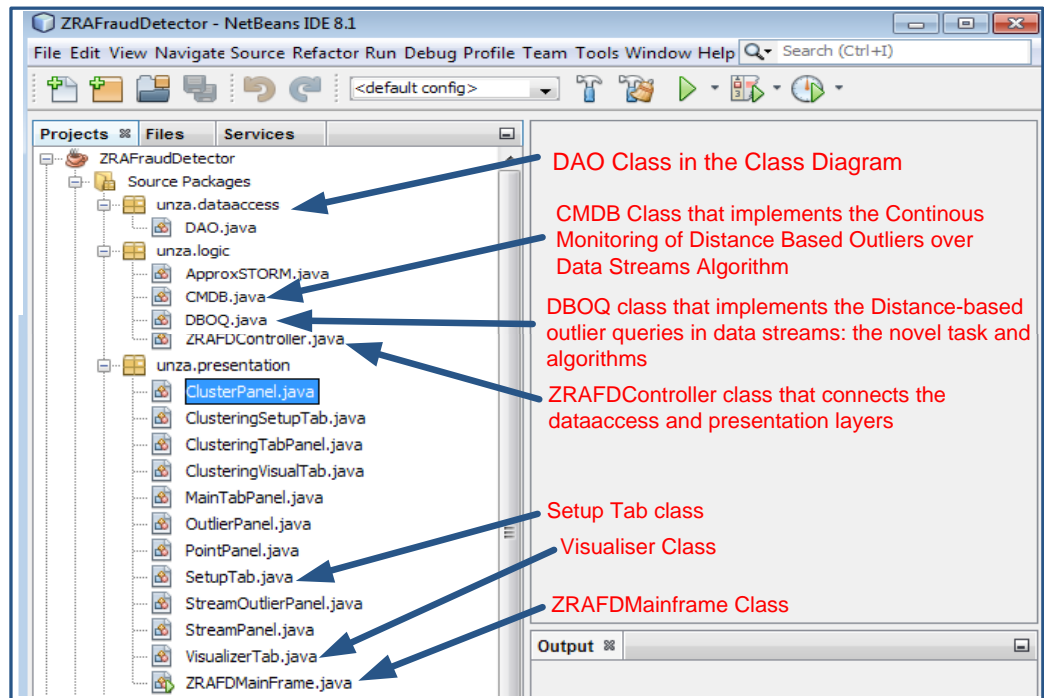 ZRAFraudDetector - NetBeans IDE 8.1
File Edit View Navigate Source Refactor Run Debug Profile Team Tools Window Help Search (Ctrl+I)
<default config>
Projects Files Services
ZRAFraudDetector
Source Packages
unza.dataaccess
DAO.java
unza.logic
ApproxSTORM.java
CMDB.java
DBOQ.java
ZRAFDController.java
unza.presentation
ClusterPanel.java
ClusteringSetupTab.java
ClusteringTabPanel.java
ClusteringVisualTab.java
MainTabPanel.java
OutlierPanel.java
PointPanel.java
SetupTab.java
StreamOutlierPanel.java
StreamPanel.java
VisualizerTab.java
ZRAFDMainFrame.java
DAO Class in the Class Diagram
CMDB Class that implements the Continous
Monitoring of Distance Based Outliers over
Data Streams Algorithm
DBOQ class that implements the Distance-based
outlier queries in data streams: the novel task and
algorithms
ZRAFDController class that connects the
dataaccess and presentation layers
Setup Tab class
Visualiser Class
ZRAFDMainframe Class
Output